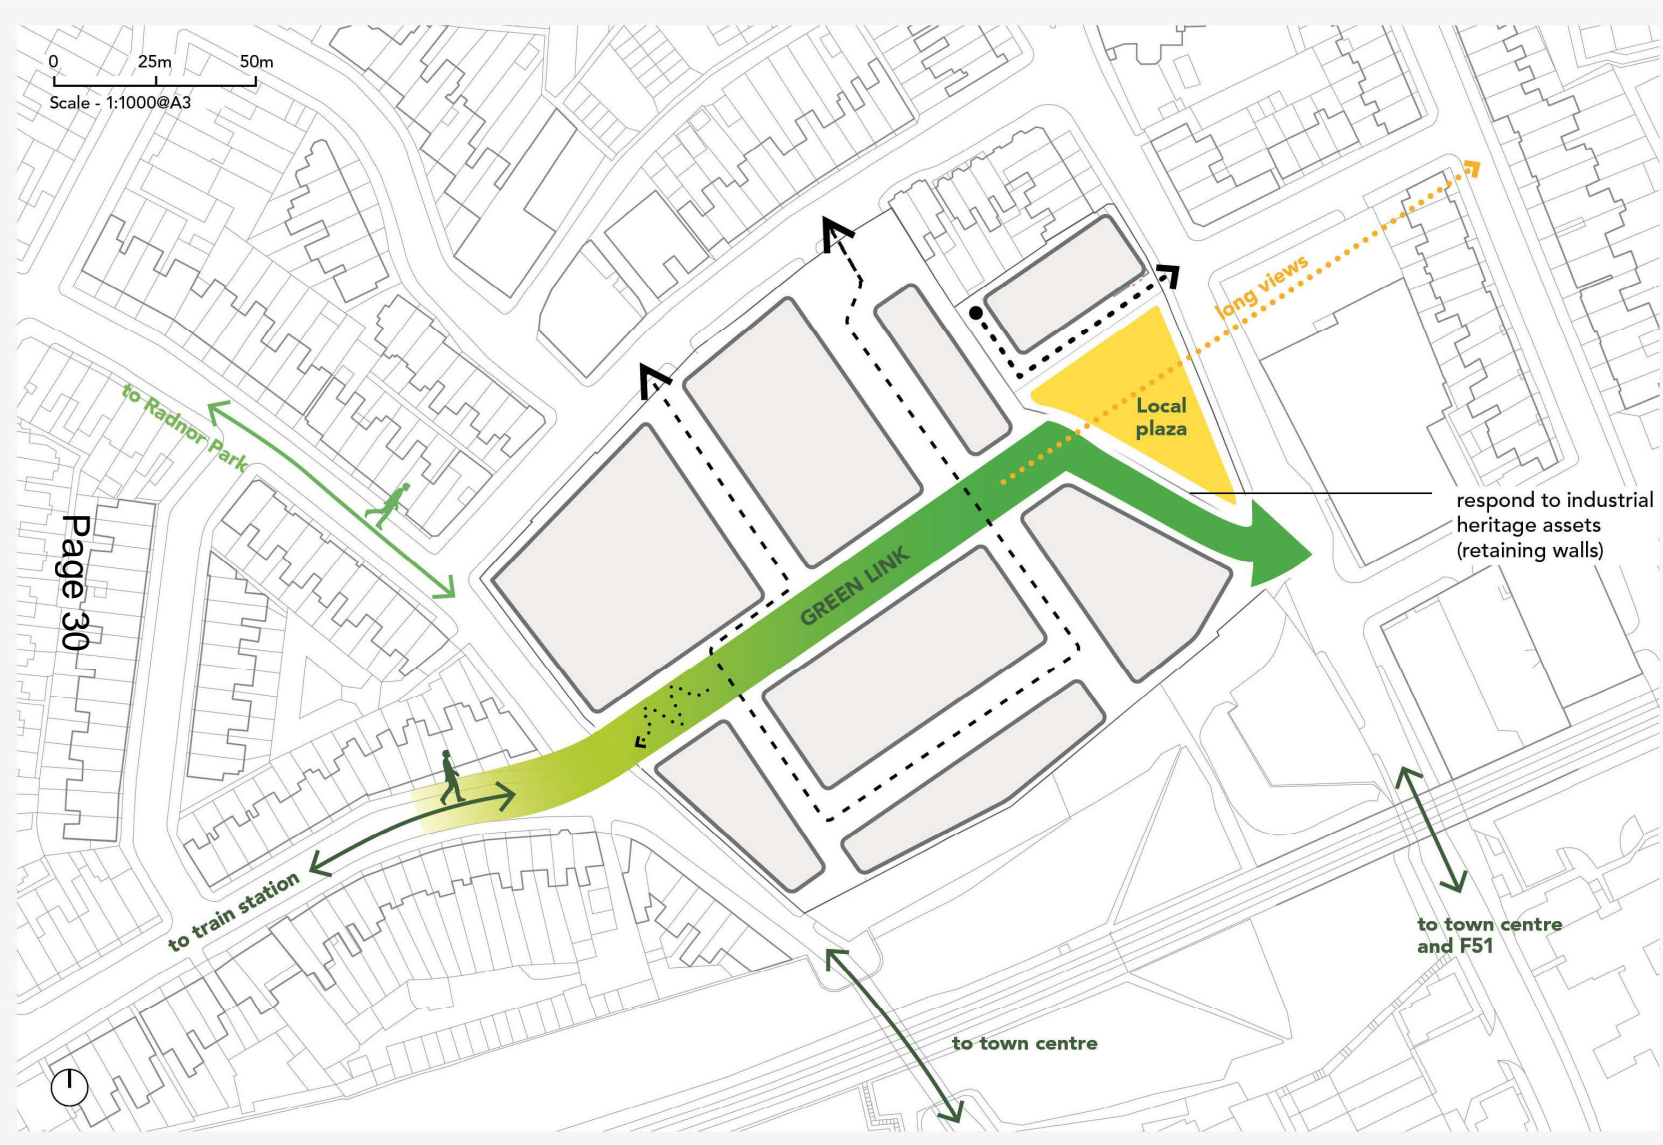 0 25m 50m
Scale - 1:1000@A3
long views
to Radnor Park
Local
plaza
respond to industrial
heritage assets
(retaining walls)
Page 30
GREEN LINK
to train station
to town centre
and F51
to town centre